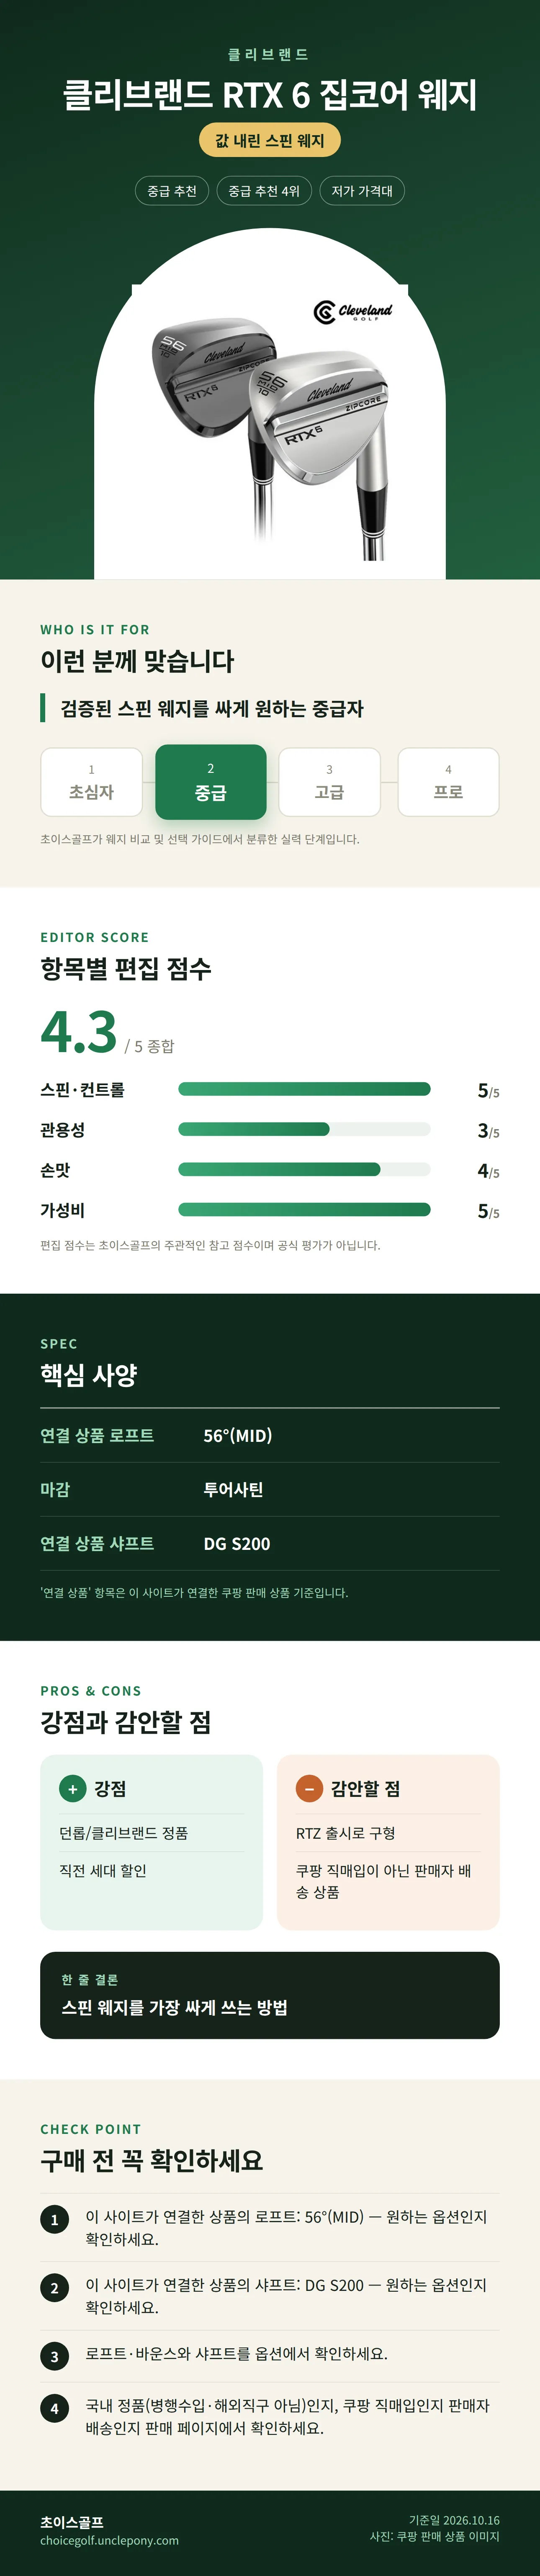 클리브랜드
클리브랜드 RTX 6 집코어 웨지
값 내린 스핀 웨지
중급 추천
중급 추천 4위
저가 가격대
Cleveland
GOLF
56
MID
10
Cleveland
ZIPCORE
RTX 6
56
MID
10
Cleveland
ZIPCORE
RTX 6
WHO IS IT FOR
이런 분께 맞습니다
검증된 스핀 웨지를 싸게 원하는 중급자
1
초심자
2
중급
3
고급
4
프로
초이스골프가 웨지 비교 및 선택 가이드에서 분류한 실력 단계입니다.
EDITOR SCORE
항목별 편집 점수
4.3 / 5 종합
스핀·컨트롤 5/5
관용성 3/5
손맛 4/5
가성비 5/5
편집 점수는 초이스골프의 주관적인 참고 점수이며 공식 평가가 아닙니다.
SPEC
핵심 사양
연결 상품 로프트 56°(MID)
마감 투어사틴
연결 상품 샤프트 DG S200
'연결 상품' 항목은 이 사이트가 연결한 쿠팡 판매 상품 기준입니다.
PROS & CONS
강점과 감안할 점
+ 강점
던롭/클리브랜드 정품
직전 세대 할인
− 감안할 점
RTZ 출시로 구형
쿠팡 직매입이 아닌 판매자 배
송 상품
한 줄 결론
스핀 웨지를 가장 싸게 쓰는 방법
CHECK POINT
구매 전 꼭 확인하세요
1 이 사이트가 연결한 상품의 로프트: 56°(MID) — 원하는 옵션인지
확인하세요.
2 이 사이트가 연결한 상품의 샤프트: DG S200 — 원하는 옵션인지
확인하세요.
3 로프트·바운스와 샤프트를 옵션에서 확인하세요.
4 국내 정품(병행수입·해외직구 아님)인지, 쿠팡 직매입인지 판매자
배송인지 판매 페이지에서 확인하세요.
초이스골프
choicegolf.unclepony.com
기준일 2026.10.16
사진: 쿠팡 판매 상품 이미지